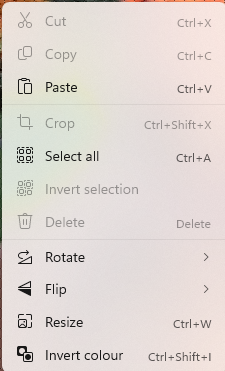 Cut Ctrl+X
Copy Ctrl+C
Paste Ctrl+V
Crop Ctrl+Shift+X
Select all Ctrl+A
Invert selection
Delete Delete
Rotate
Flip
Resize Ctrl+W
Invert colour Ctrl+Shift+I